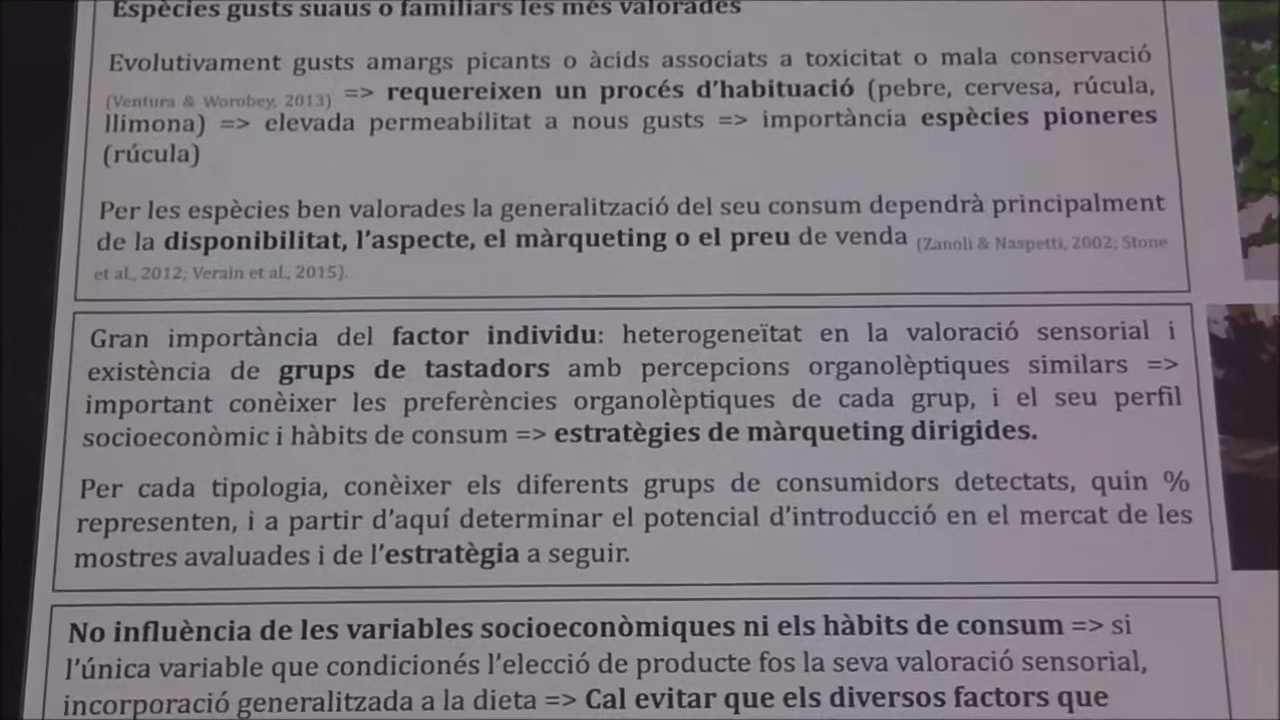 Espècies gusts suaus o familiars les més valorades
Evolutivament gusts amargs picants o àcids associats a toxicitat o mala conservació
(Ventura & Worobey, 2013) => requereixen un procés d'habituació (pebre, cervesa, rúcula,
llimona) => elevada permeabilitat a nous gusts => importància espècies pioneres
(rúcula)
Per les espècies ben valorades la generalització del seu consum dependrà principalment
de la disponibilitat, l'aspecte, el màrqueting o el preu de venda (Zanoli & Naspetti, 2002; Stone
et al., 2012; Verain et al., 2015).
Gran importància del factor individu: heterogeneïtat en la valoració sensorial i
existència de grups de tastadors amb percepcions organolèptiques similars =>
important conèixer les preferències organolèptiques de cada grup, i el seu perfil
socioeconòmic i hàbits de consum => estratègies de màrqueting dirigides.
Per cada tipologia, conèixer els diferents grups de consumidors detectats, quin %
representen, i a partir d'aquí determinar el potencial d'introducció en el mercat de les
mostres avaluades i de l'estratègia a seguir.
No influència de les variables socioeconòmiques ni els hàbits de consum => si
l'única variable que condicionés l'elecció de producte fos la seva valoració sensorial,
incorporació generalitzada a la dieta => Cal evitar que els diversos factors que